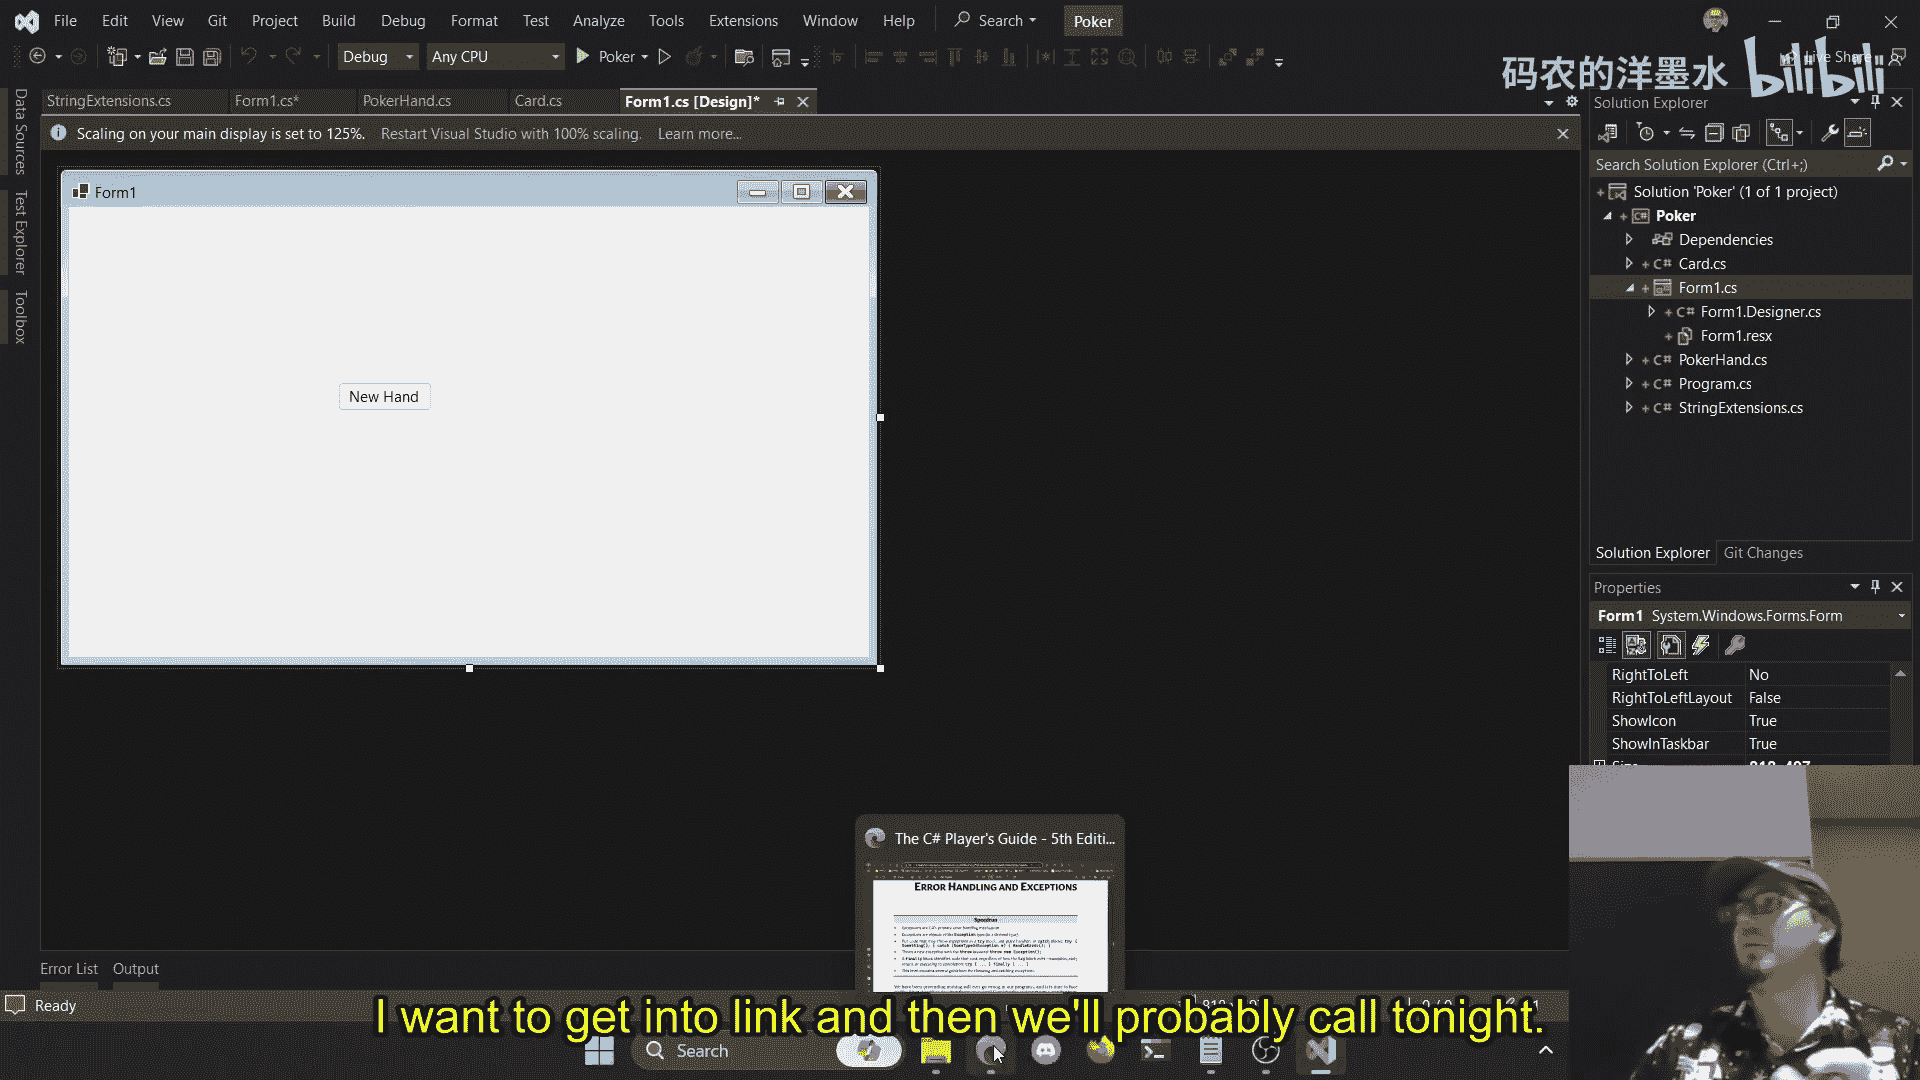 File Edit View Git Project Build Debug Format Test Analyze Tools Extensions Window Help Search Poker
Debug Any CPU Poker Live Share
码农的洋墨水 bilibili
StringExtensions.cs Form1.cs* PokerHand.cs Card.cs Form1.cs [Design]*
Scaling on your main display is set to 125%. Restart Visual Studio with 100% scaling. Learn more...
Data Sources
Test Explorer
Toolbox
Form1
New Hand
Solution Explorer
Search Solution Explorer (Ctrl+;)
Solution 'Poker' (1 of 1 project)
Poker
Dependencies
C# Card.cs
Form1.cs
C# Form1.Designer.cs
Form1.resx
C# PokerHand.cs
C# Program.cs
C# StringExtensions.cs
Solution Explorer Git Changes
Properties
Form1 System.Windows.Forms.Form
RightToLeft No
RightToLeftLayout False
ShowIcon True
ShowInTaskbar True
The C# Player's Guide - 5th Editi...
ERROR HANDLING AND EXCEPTIONS
Speedrun
Error List Output
Ready
I want to get into link and then we'll probably call tonight.
Search